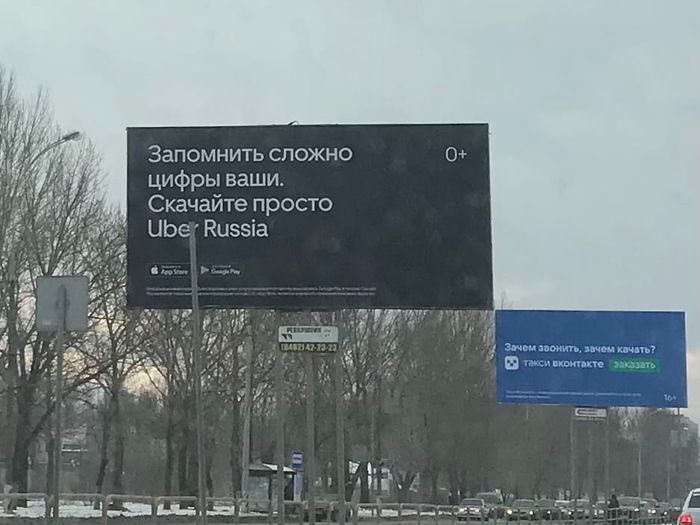 Запомнить сложно
цифры ваши.
Скачайте просто
Uber Russia
0+
App Store
Google Play
(8482) 42-23-23
Зачем звонить, зачем качать?
такси вконтакте заказать
16+